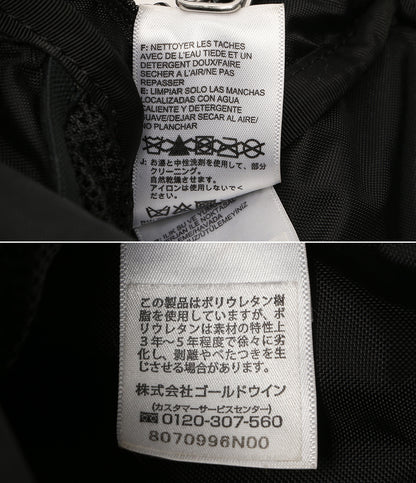 F: NETTOYER LES TACHES
AVEC DE L'EAU TIEDE ET UN
DETERGENT DOUX/FAIRE
SECHER A L'AIR/NE PAS
REPASSER
E: LIMPIAR SOLO LAS MANCHAS
LOCALIZADAS CON AGUA
CALIENTE Y DETERGENTE
SUAVE/DEJAR SECAR AL AIRE/
NO PLANCHAR
J: お湯と中性洗剤を使用して、部分
クリーニング。
自然乾燥させます。
アイロンは使用しないでく
ださい。
ILIK SU VE
この製品はポリウレタン樹
脂を使用していますが、ポ
リウレタンは素材の特性上
3年〜5年程度で徐々に劣
化し、剥離やべたつきを生
じさせる場合があります。
株式会社ゴールドウイン
(カスタマーサービスセンター)
0120-307-560
8070996N00